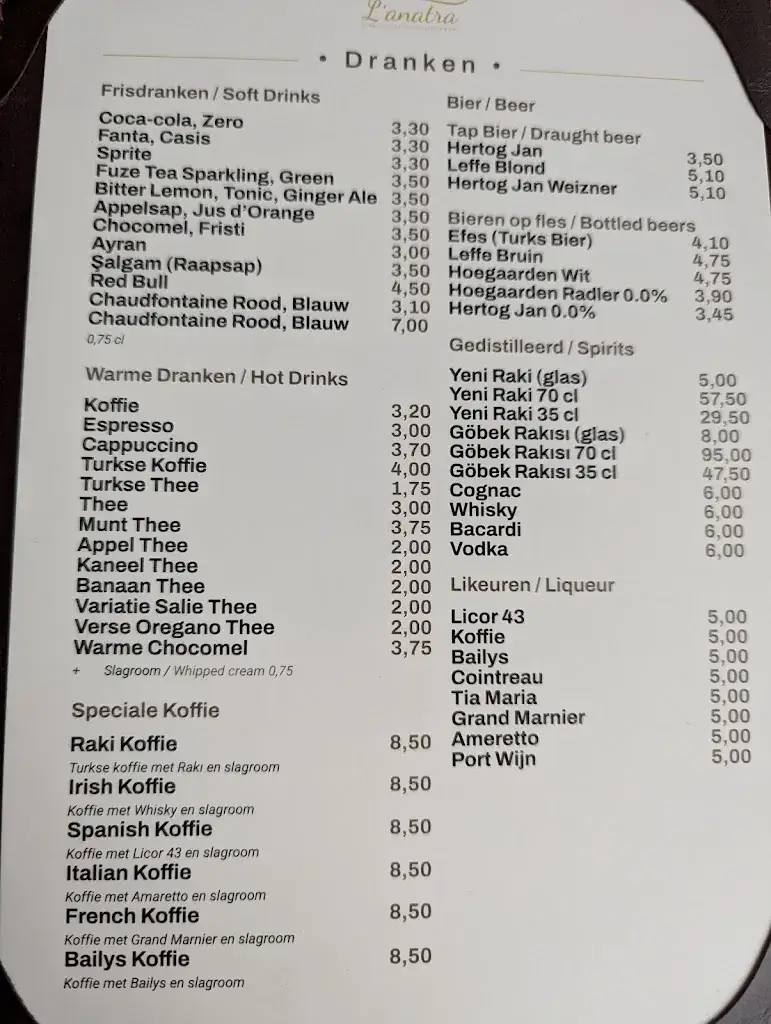 L'anatra
• Dranken •
Frisdranken / Soft Drinks
Coca-cola, Zero 3,30
Fanta, Casis 3,30
Sprite 3,30
Fuze Tea Sparkling, Green 3,50
Bitter Lemon, Tonic, Ginger Ale 3,50
Appelsap, Jus d'Orange 3,50
Chocomel, Fristi 3,50
Ayran 3,00
Şalgam (Raapsap) 3,50
Red Bull 4,50
Chaudfontaine Rood, Blauw 3,10
Chaudfontaine Rood, Blauw 7,00
0,75 cl
Warme Dranken / Hot Drinks
Koffie 3,20
Espresso 3,00
Cappuccino 3,70
Turkse Koffie 4,00
Turkse Thee 1,75
Thee 3,00
Munt Thee 3,75
Appel Thee 2,00
Kaneel Thee 2,00
Banaan Thee 2,00
Variatie Salie Thee 2,00
Verse Oregano Thee 2,00
Warme Chocomel 3,75
+ Slagroom / Whipped cream 0,75
Speciale Koffie
Raki Koffie 8,50
Turkse koffie met Rakı en slagroom
Irish Koffie 8,50
Koffie met Whisky en slagroom
Spanish Koffie 8,50
Koffie met Licor 43 en slagroom
Italian Koffie 8,50
Koffie met Amaretto en slagroom
French Koffie 8,50
Koffie met Grand Marnier en slagroom
Bailys Koffie 8,50
Koffie met Bailys en slagroom
Bier / Beer
Tap Bier / Draught beer
Hertog Jan 3,50
Leffe Blond 5,10
Hertog Jan Weizner 5,10
Bieren op fles / Bottled beers
Efes (Turks Bier) 4,10
Leffe Bruin 4,75
Hoegaarden Wit 4,75
Hoegaarden Radler 0.0% 3,90
Hertog Jan 0.0% 3,45
Gedistilleerd / Spirits
Yeni Raki (glas) 5,00
Yeni Raki 70 cl 57,50
Yeni Raki 35 cl 29,50
Göbek Rakısı (glas) 8,00
Göbek Rakısı 70 cl 95,00
Göbek Rakısı 35 cl 47,50
Cognac 6,00
Whisky 6,00
Bacardi 6,00
Vodka 6,00
Likeuren / Liqueur
Licor 43 5,00
Koffie 5,00
Bailys 5,00
Cointreau 5,00
Tia Maria 5,00
Grand Marnier 5,00
Ameretto 5,00
Port Wijn 5,00